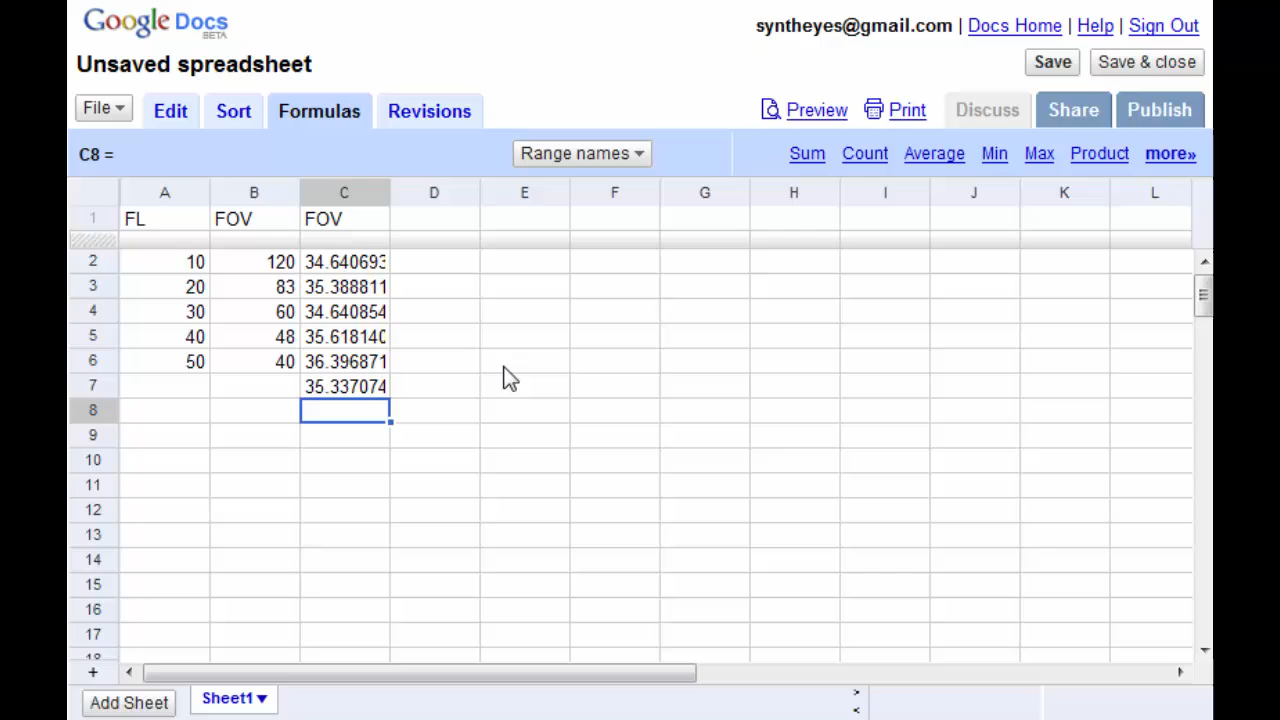 Google Docs
BETA
syntheyes@gmail.com | Docs Home | Help | Sign Out
Unsaved spreadsheet
Save
Save & close
File
Edit
Sort
Formulas
Revisions
Preview
Print
Discuss
Share
Publish
C8 =
Range names
Sum
Count
Average
Min
Max
Product
more»
A B C D E F G H I J K L
1 FL FOV FOV
2 10 120 34.640693
3 20 83 35.388811
4 30 60 34.640854
5 40 48 35.618140
6 50 40 36.396871
7 35.337074
8
9
10
11
12
13
14
15
16
17
18
+
Add Sheet
Sheet1
>
<